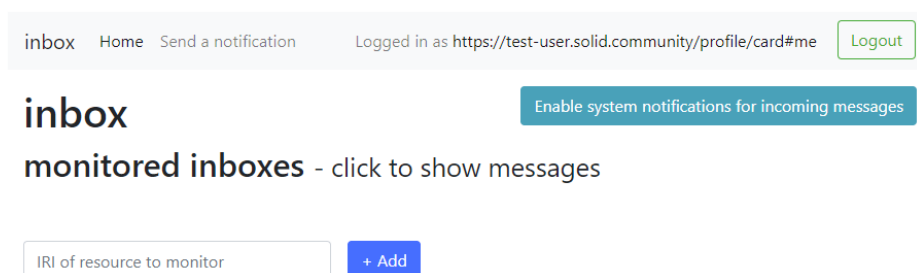 inbox Home Send a notification Logged in as https://test-user.solid.community/profile/card#me Logout
inbox Enable system notifications for incoming messages
monitored inboxes - click to show messages
IRI of resource to monitor + Add